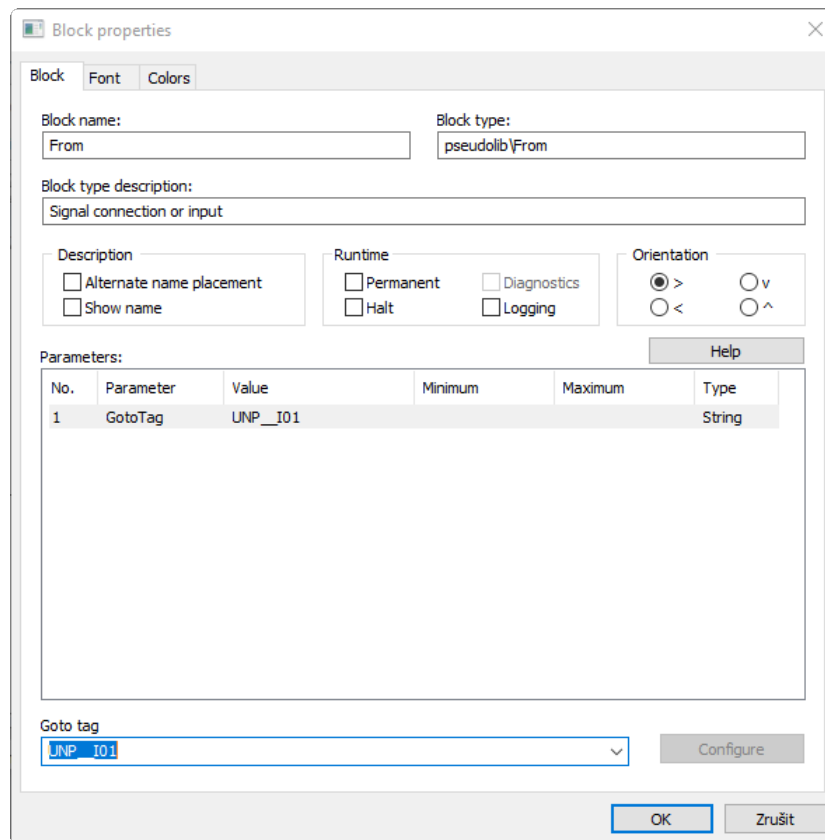 Block properties
Block Font Colors
Block name: Block type:
From pseudolib\From
Block type description:
Signal connection or input
Description Runtime Orientation
Alternate name placement Permanent Diagnostics > v
Show name Halt Logging < ^
Parameters: Help
No. Parameter Value Minimum Maximum Type
1 GotoTag UNP__I01 String
Goto tag
UNP__I01 Configure
OK Zrušit